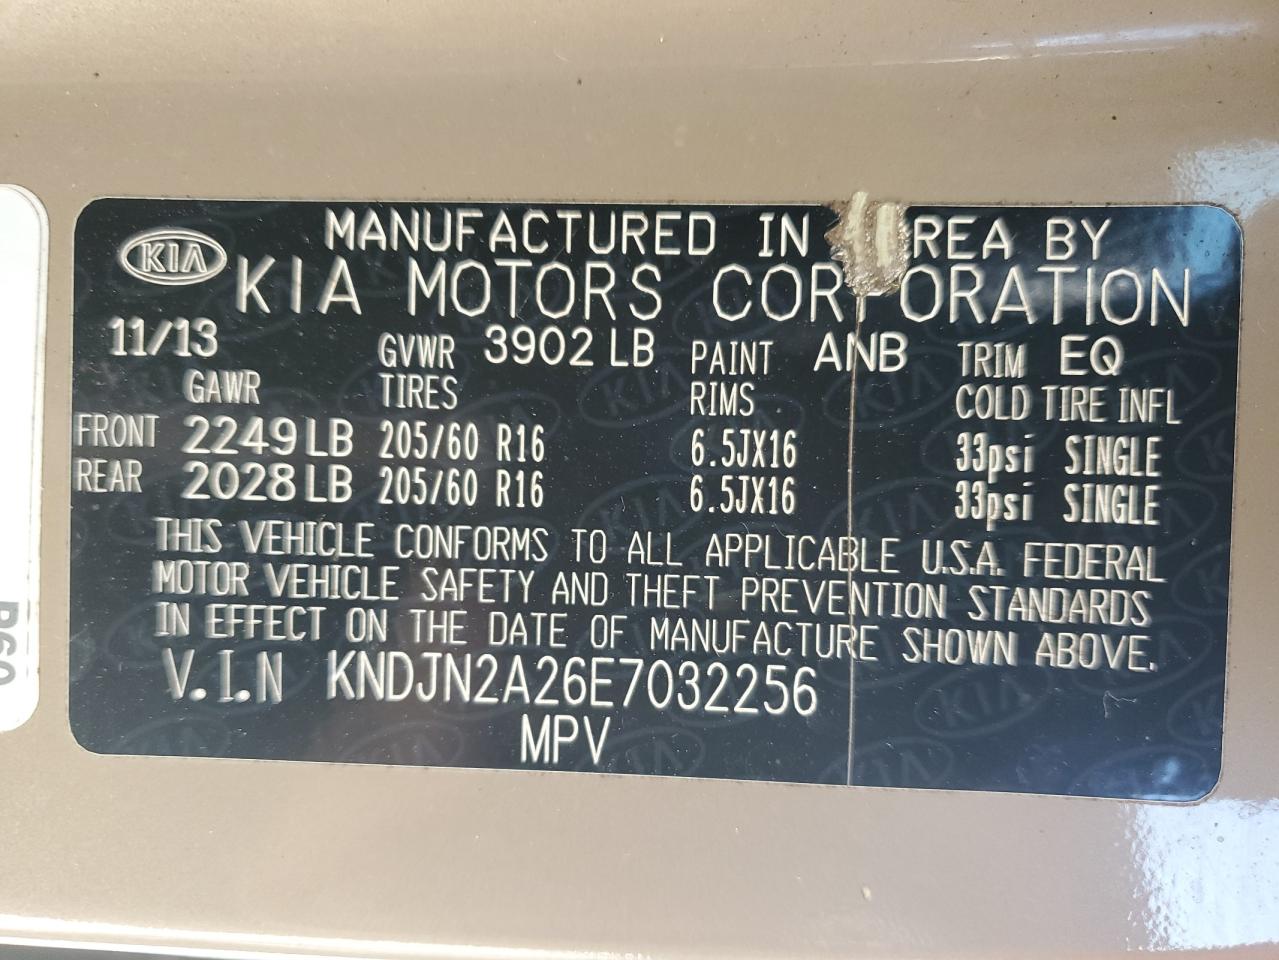 MANUFACTURED IN KOREA BY
KIA KIA MOTORS CORPORATION
11/13 GVWR 3902 LB PAINT ANB TRIM EQ
GAWR TIRES RIMS COLD TIRE INFL
FRONT 2249 LB 205/60 R16 6.5JX16 33psi SINGLE
REAR 2028 LB 205/60 R16 6.5JX16 33psi SINGLE
THIS VEHICLE CONFORMS TO ALL APPLICABLE U.S.A. FEDERAL
MOTOR VEHICLE SAFETY AND THEFT PREVENTION STANDARDS
IN EFFECT ON THE DATE OF MANUFACTURE SHOWN ABOVE.
V.I.N KNDJN2A26E7032256
MPV